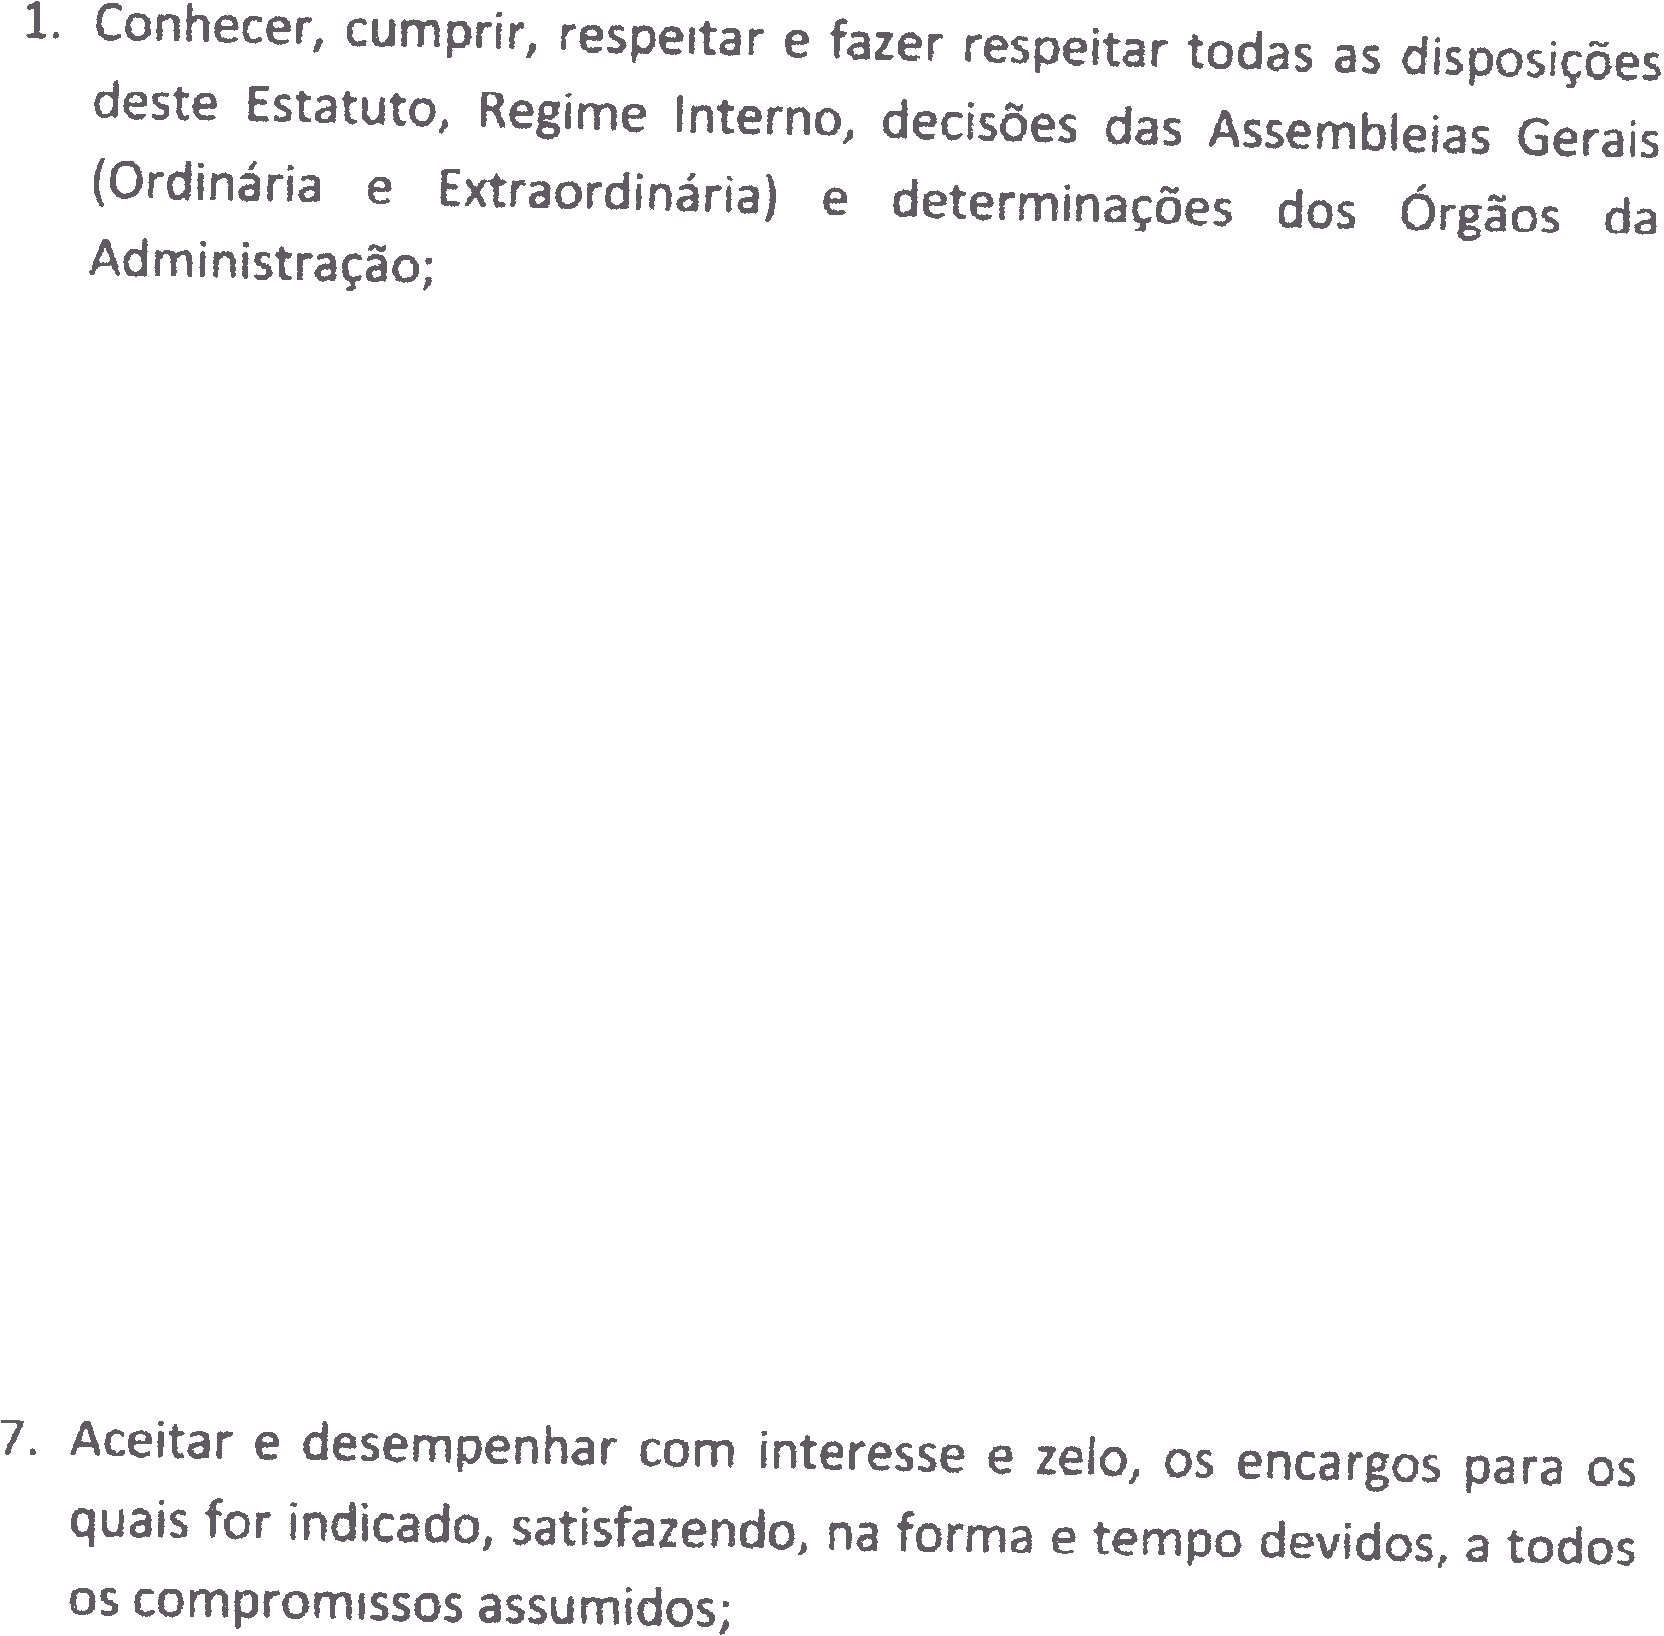 1. Conhecer, cumprir, respeitar e fazer respeitar todas as disposições
deste Estatuto, Regime Interno, decisões das Assembleias Gerais
(Ordinária e Extraordinária) e determinações dos Órgãos da
Administração;
7. Aceitar e desempenhar com interesse e zelo, os encargos para os
quais for indicado, satisfazendo, na forma e tempo devidos, a todos
os compromissos assumidos;